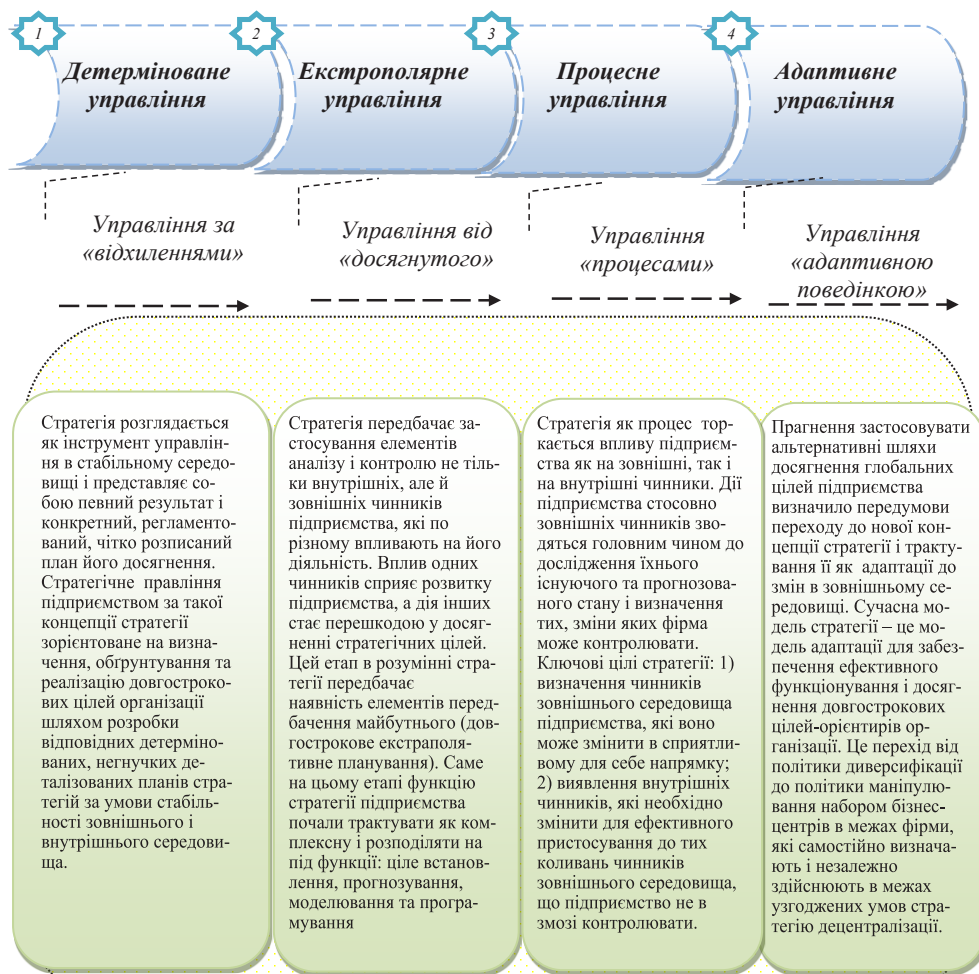 1
Детерміноване
управління
2
Екстрополярне
управління
3
Процесне
управління
4
Адаптивне
управління
Управління за
«відхиленнями»
Управління від
«досягнутого»
Управління
«процесами»
Управління
«адаптивною
поведінкою»
Стратегія розглядається
як інструмент управлін-
ня в стабільному середо-
вищі і представляє со-
бою певний результат і
конкретний, регламенто-
ваний, чітко розписаний
план його досягнення.
Стратегічне правління
підприємством за такої
концепції стратегії
зорієнтоване на визна-
чення, обґрунтування та
реалізацію довгостроко-
вих цілей організації
шляхом розробки
відповідних детерміно-
ваних, негнучких де-
талізованих планів стра-
тегій за умови стабіль-
ності зовнішнього і
внутрішнього середови-
ща.
Стратегія передбачає за-
стосування елементів
аналізу і контролю не тіль-
ки внутрішніх, але й
зовнішніх чинників
підприємства, які по
різному впливають на його
діяльність. Вплив одних
чинників сприяє розвитку
підприємства, а дія інших
стає перешкодою у досяг-
ненні стратегічних цілей.
Цей етап в розумінні стра-
тегії передбачає
наявність елементів перед-
бачення майбутнього (дов-
гострокове екстраполя-
тивне планування). Саме
на цьому етапі функцію
стратегії підприємства
почали трактувати як ком-
плексну і розподіляти на
під функції: ціле встанов-
лення, прогнозування,
моделювання та програ-
мування
Стратегія як процес тор-
кається впливу підприєм-
ства як на зовнішні, так і
на внутрішні чинники. Дії
підприємства стосовно
зовнішніх чинників зво-
дяться головним чином до
дослідження їхнього
існуючого та прогнозова-
ного стану і визначення
тих, зміни яких фірма
може контролювати.
Ключові цілі стратегії: 1)
визначення чинників
зовнішнього середовища
підприємства, які воно
може змінити в сприятли-
вому для себе напрямку;
2) виявлення внутрішніх
чинників, які необхідно
змінити для ефективного
пристосування до тих
коливань чинників
зовнішнього середовища,
що підприємство не в
змозі контролювати.
Прагнення застосовувати
альтернативні шляхи
досягнення глобальних
цілей підприємства
визначило передумови
переходу до нової кон-
цепції стратегії і тракту-
вання її як адаптації до
змін в зовнішньому се-
редовищі. Сучасна мо-
дель стратегії – це мо-
дель адаптації для забез-
печення ефективного
функціонування і досяг-
нення довгострокових
цілей-орієнтирів ор-
ганізації. Це перехід від
політики диверсифікації
до політики маніпулю-
вання набором бізнес-
центрів в межах фірми,
які самостійно визнача-
ють і незалежно
здійснюють в межах
узгоджених умов стра-
тегію децентралізації.